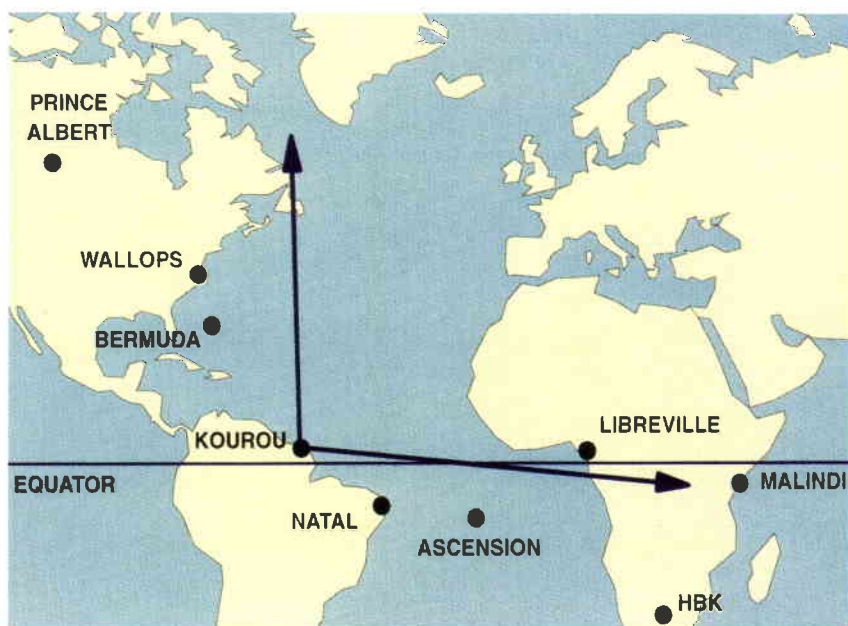 PRINCE
ALBERT
WALLOPS
BERMUDA
KOUROU
LIBREVILLE
EQUATOR
MALINDI
NATAL
ASCENSION
HBK